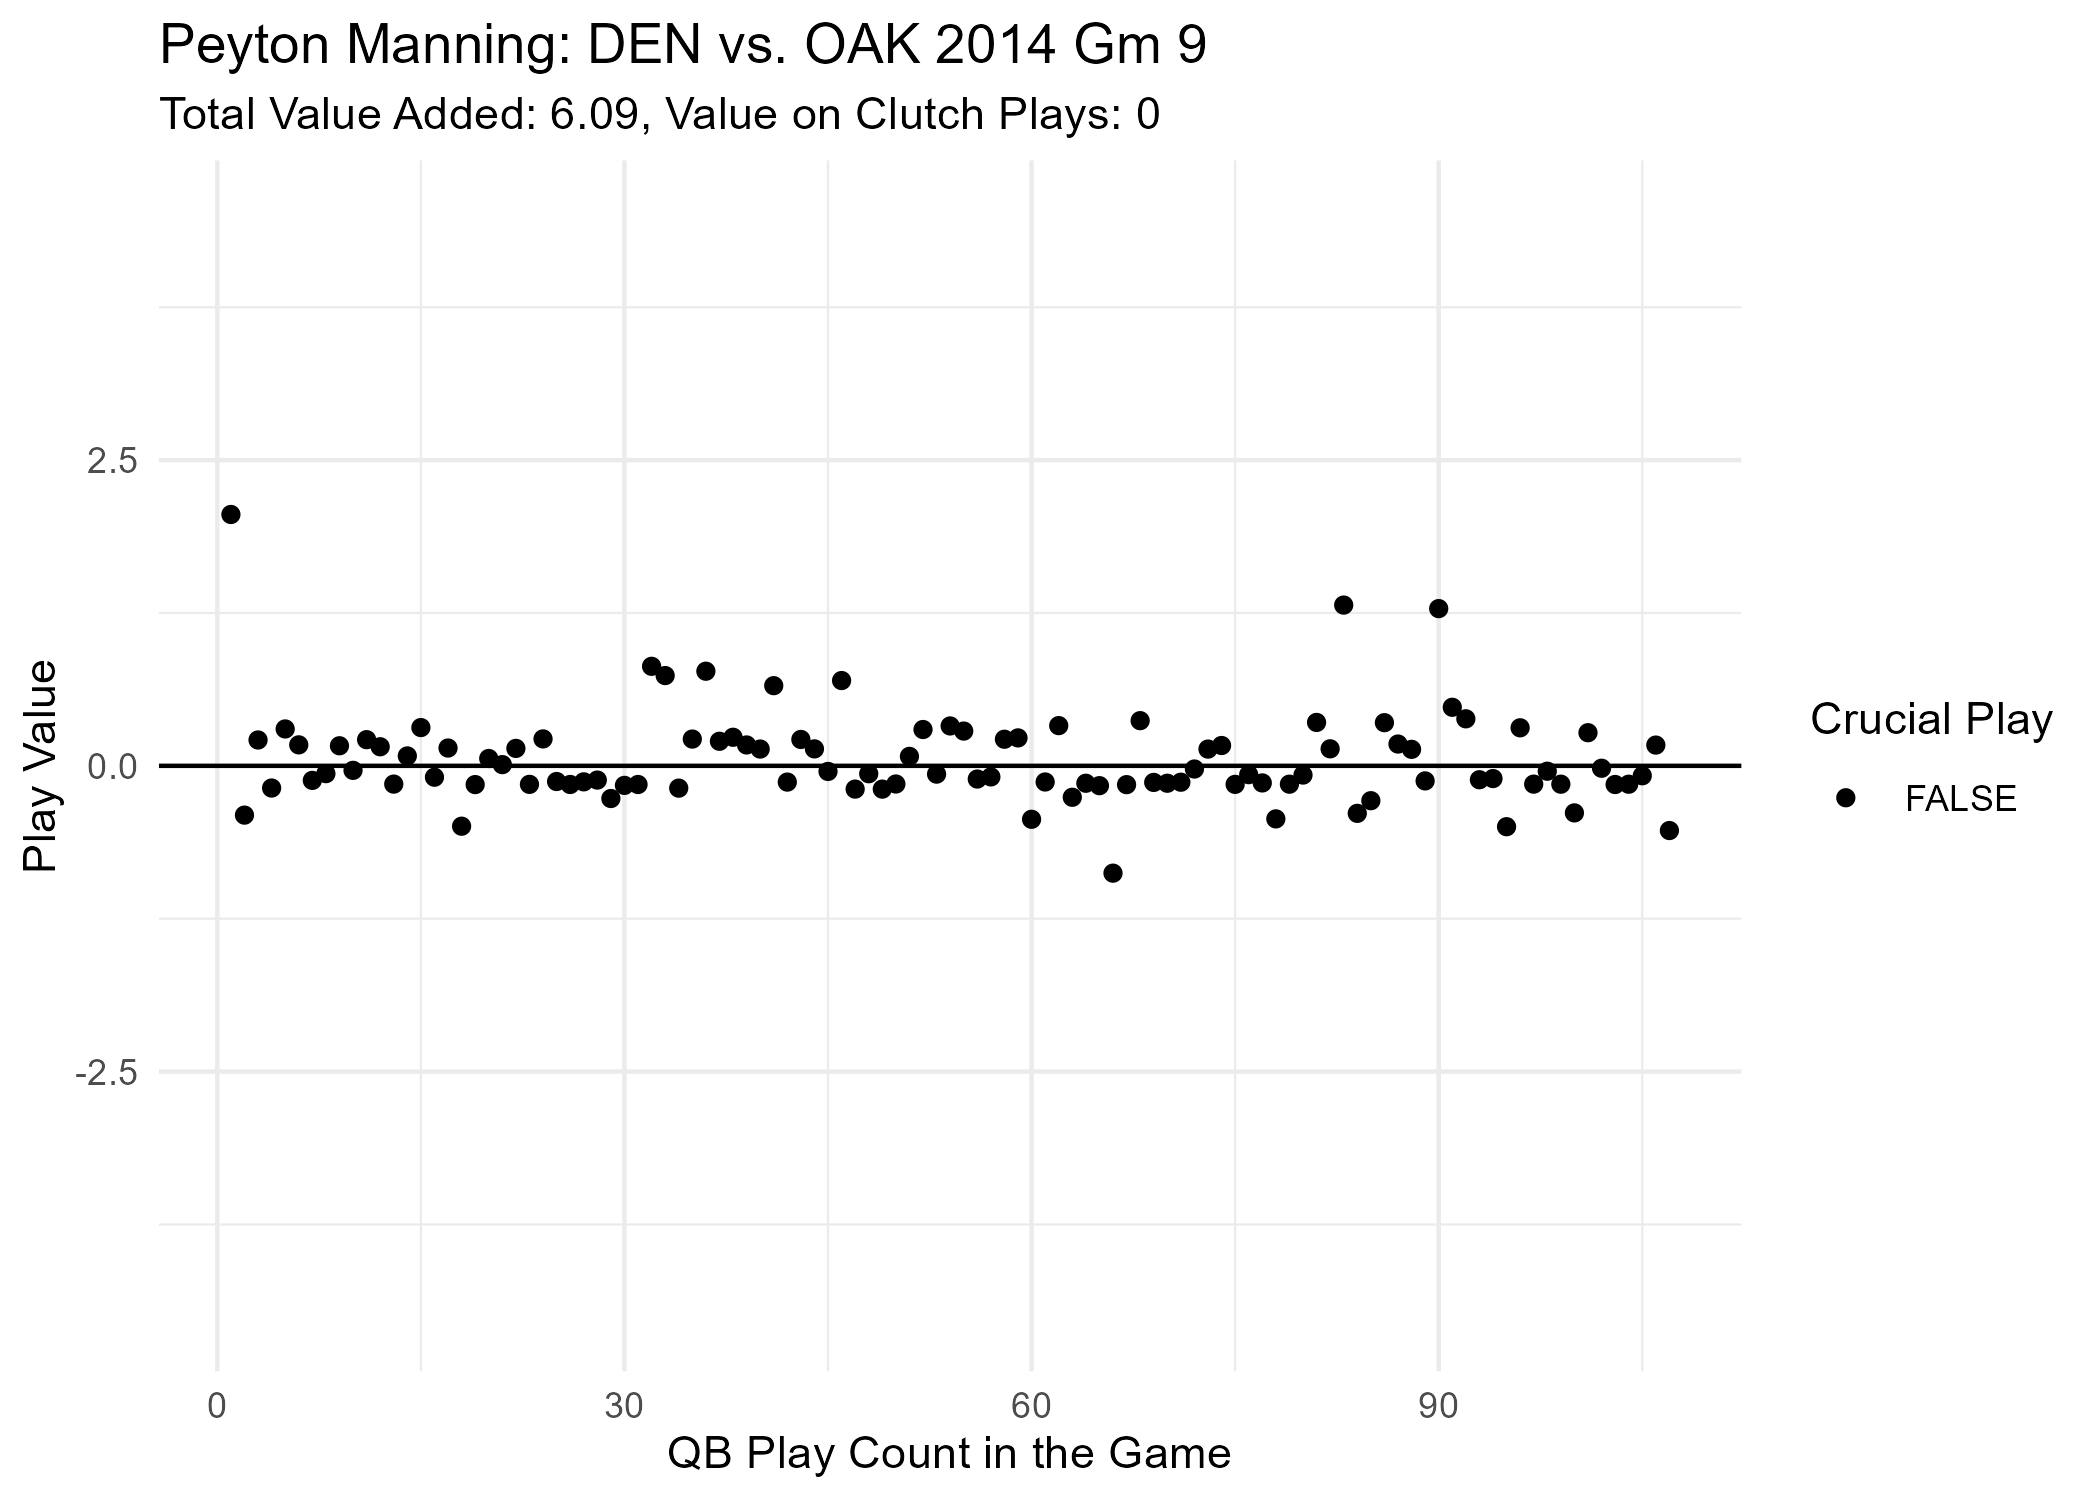 Peyton Manning: DEN vs. OAK 2014 Gm 9
Total Value Added: 6.09, Value on Clutch Plays: 0
2.5
0.0
-2.5
Play Value
0 30 60 90
QB Play Count in the Game
Crucial Play
FALSE